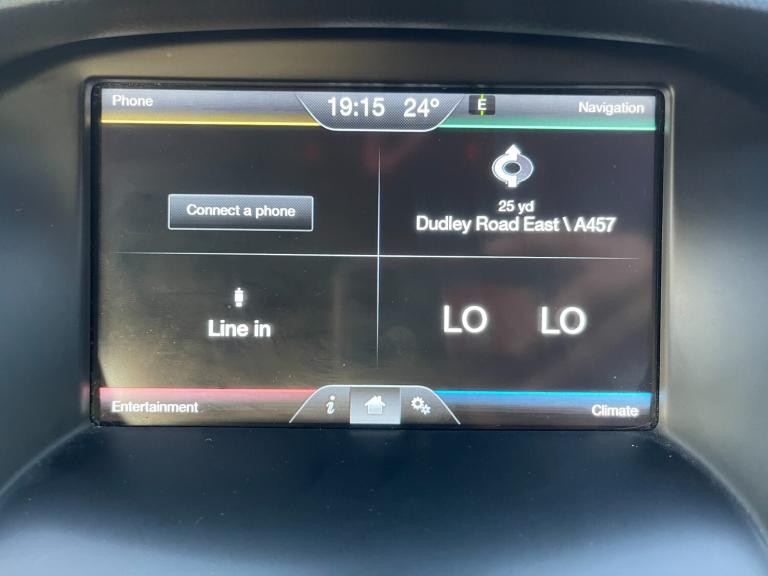 Phone
19:15 24°
E
Navigation
Connect a phone
25 yd
Dudley Road East \ A457
Line in
LO LO
Entertainment
i
Climate